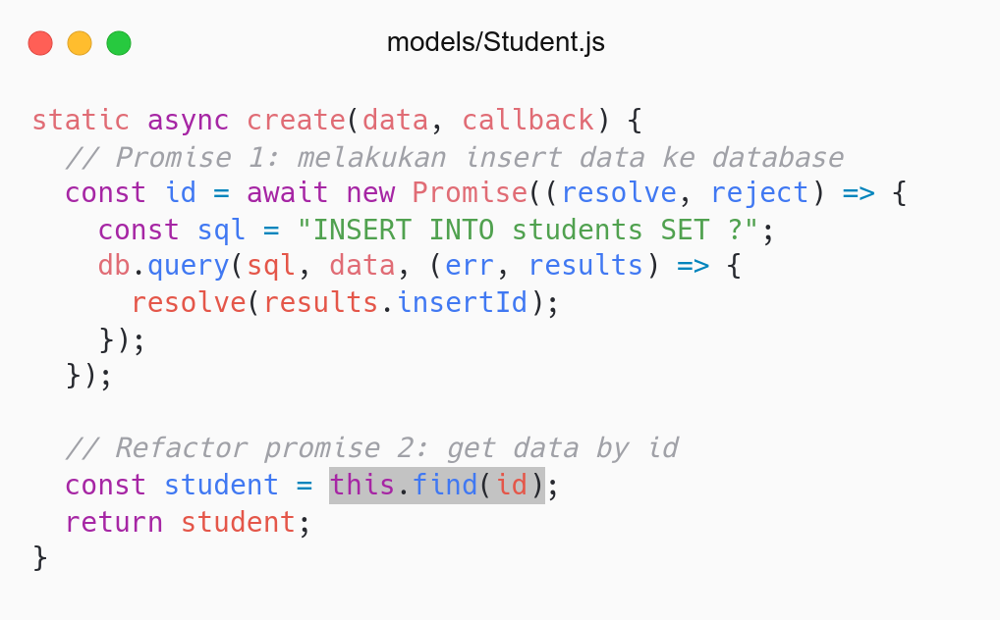 models/Student.js
static async create(data, callback) {
  // Promise 1: melakukan insert data ke database
  const id = await new Promise((resolve, reject) => {
    const sql = "INSERT INTO students SET ?";
    db.query(sql, data, (err, results) => {
      resolve(results.insertId);
    });
  });

  // Refactor promise 2: get data by id
  const student = this.find(id);
  return student;
}